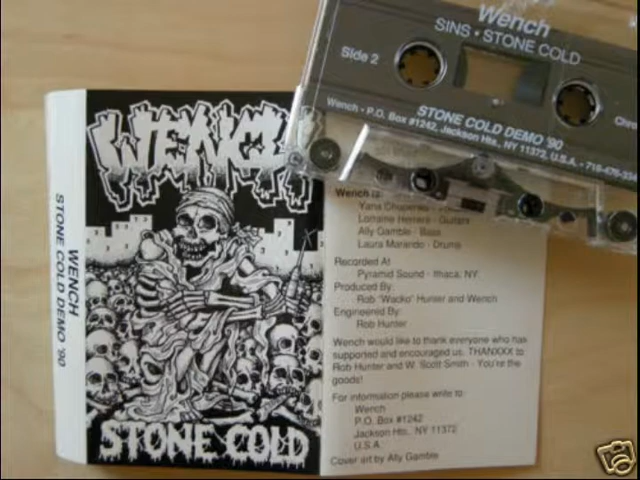 Wench
SINS • STONE COLD
Side 2
STONE COLD DEMO '90
Wench • P.O. Box #1242, Jackson Hts., NY 11372, U.S.A. •
WENCH
STONE COLD DEMO '90
WENCH
STONE COLD
Wench is:
Lorraine Herrera - Guitars
Ally Gamble - Bass
Laura Marando - Drums
Recorded At
Pyramid Sound - Ithaca, NY
Produced By:
Rob "Wacko" Hunter and Wench
Engineered By:
Rob Hunter
Wench would like to thank everyone who has
supported and encouraged us. THANXXX to
Rob Hunter and W. Scott Smith - You're the
goods!
For information please write to:
Wench
P.O. Box #1242
Jackson Hts., NY 11372
U.S.A.
Cover art by Ally Gamble